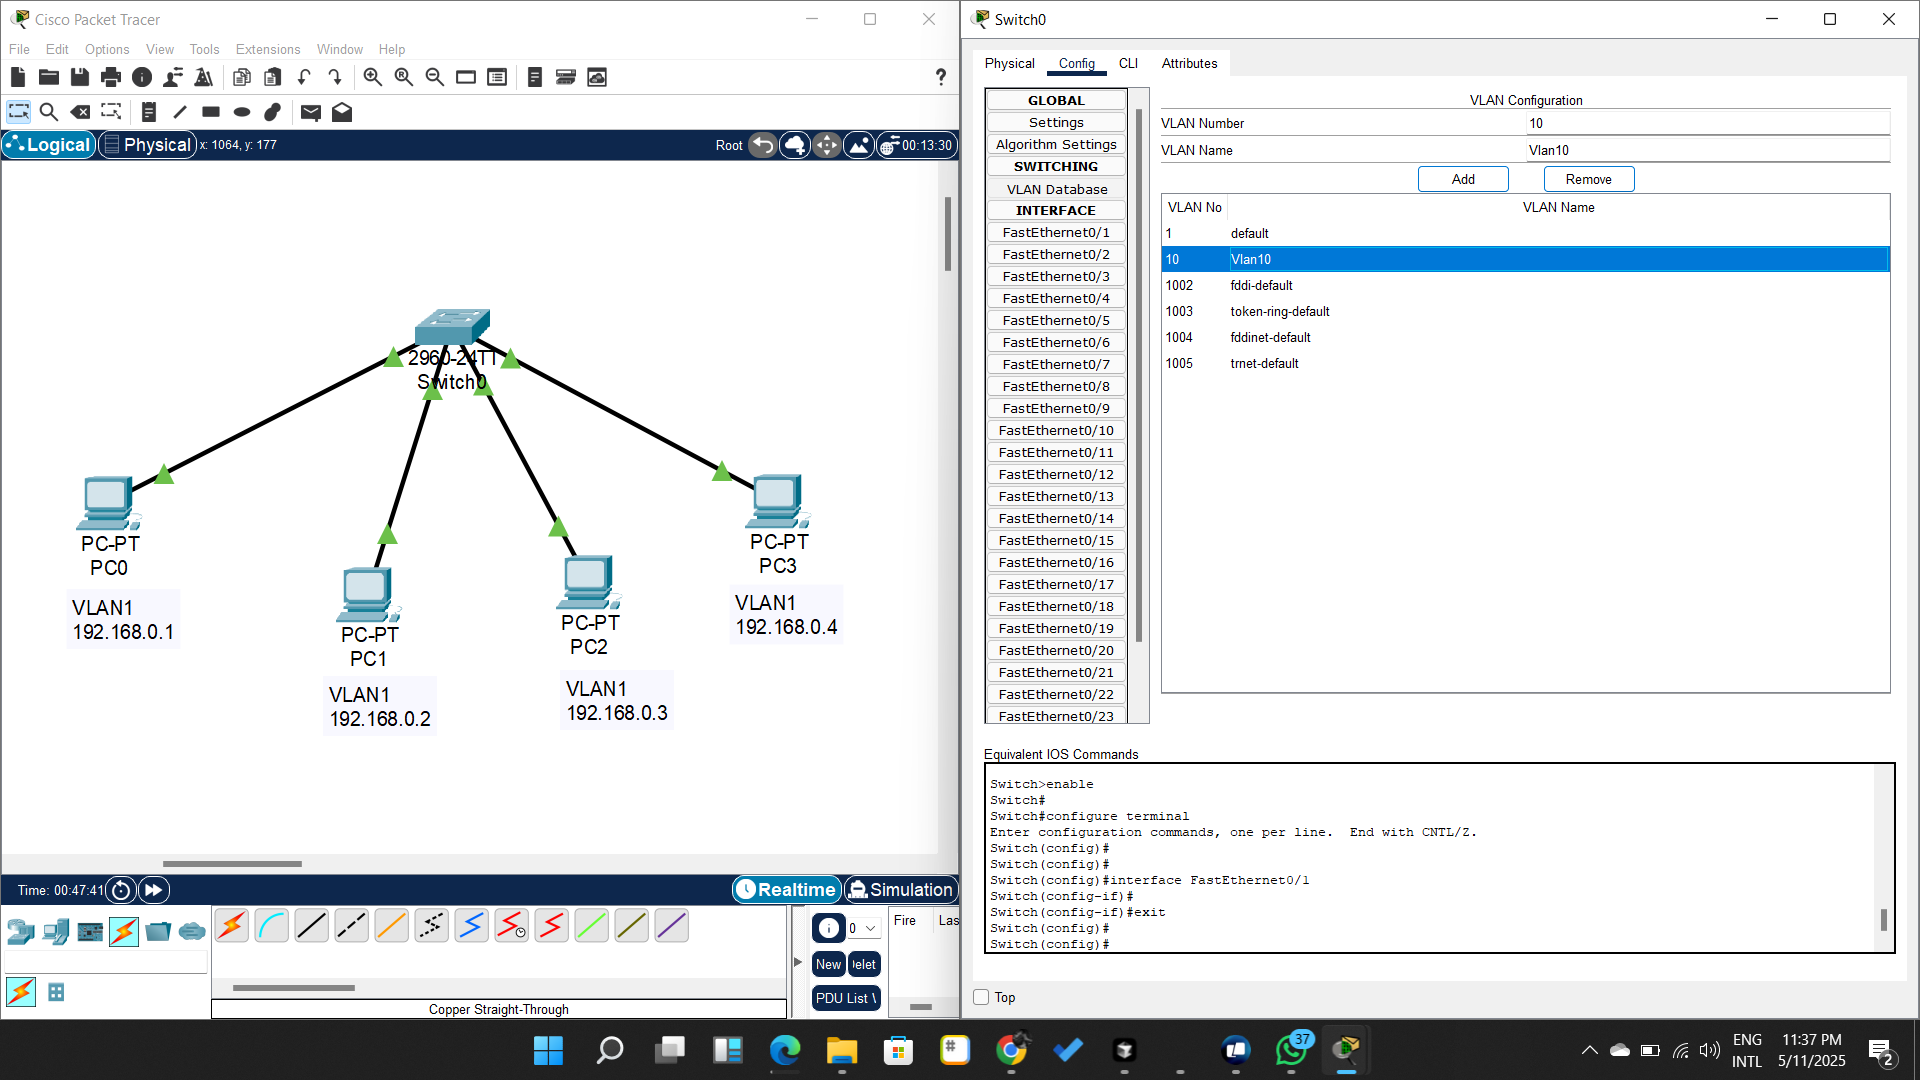 Cisco Packet Tracer
File Edit Options View Tools Extensions Window Help
?
Logical Physical x: 1064, y: 177 Root 00:13:30
2960-24TT
Switch0
PC-PT
PC0
VLAN1
192.168.0.1
PC-PT
PC1
VLAN1
192.168.0.2
PC-PT
PC2
VLAN1
192.168.0.3
PC-PT
PC3
VLAN1
192.168.0.4
Time: 00:47:41 Realtime Simulation
0
Fire Las
New elet
PDU List
Copper Straight-Through
Switch0
Physical Config CLI Attributes
GLOBAL
Settings
Algorithm Settings
SWITCHING
VLAN Database
INTERFACE
FastEthernet0/1
FastEthernet0/2
FastEthernet0/3
FastEthernet0/4
FastEthernet0/5
FastEthernet0/6
FastEthernet0/7
FastEthernet0/8
FastEthernet0/9
FastEthernet0/10
FastEthernet0/11
FastEthernet0/12
FastEthernet0/13
FastEthernet0/14
FastEthernet0/15
FastEthernet0/16
FastEthernet0/17
FastEthernet0/18
FastEthernet0/19
FastEthernet0/20
FastEthernet0/21
FastEthernet0/22
FastEthernet0/23
VLAN Configuration
VLAN Number 10
VLAN Name Vlan10
Add Remove
VLAN No VLAN Name
1 default
10 Vlan10
1002 fddi-default
1003 token-ring-default
1004 fddinet-default
1005 trnet-default
Equivalent IOS Commands
Switch>enable
Switch#
Switch#configure terminal
Enter configuration commands, one per line.  End with CNTL/Z.
Switch(config)#
Switch(config)#
Switch(config)#interface FastEthernet0/1
Switch(config-if)#
Switch(config-if)#exit
Switch(config)#
Switch(config)#
Top
37
ENG
INTL
11:37 PM
5/11/2025
2